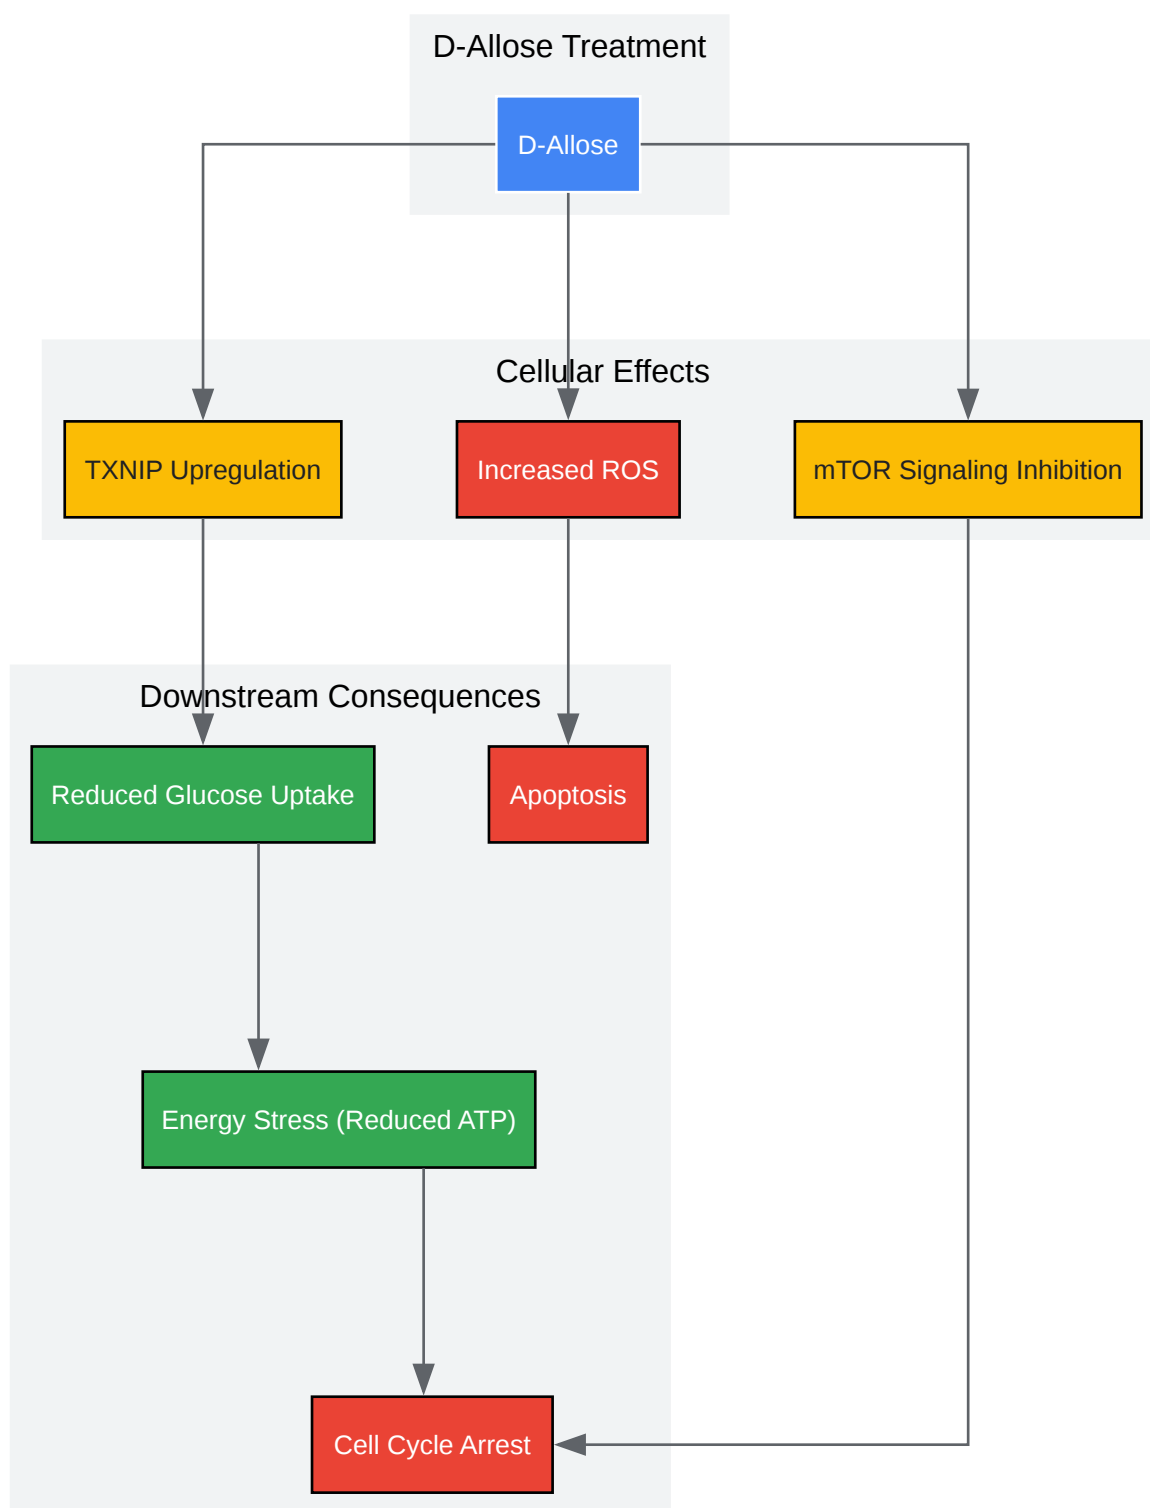 D-Allose Treatment
D-Allose
Cellular Effects
TXNIP Upregulation
Increased ROS
mTOR Signaling Inhibition
Downstream Consequences
Reduced Glucose Uptake
Apoptosis
Energy Stress (Reduced ATP)
Cell Cycle Arrest